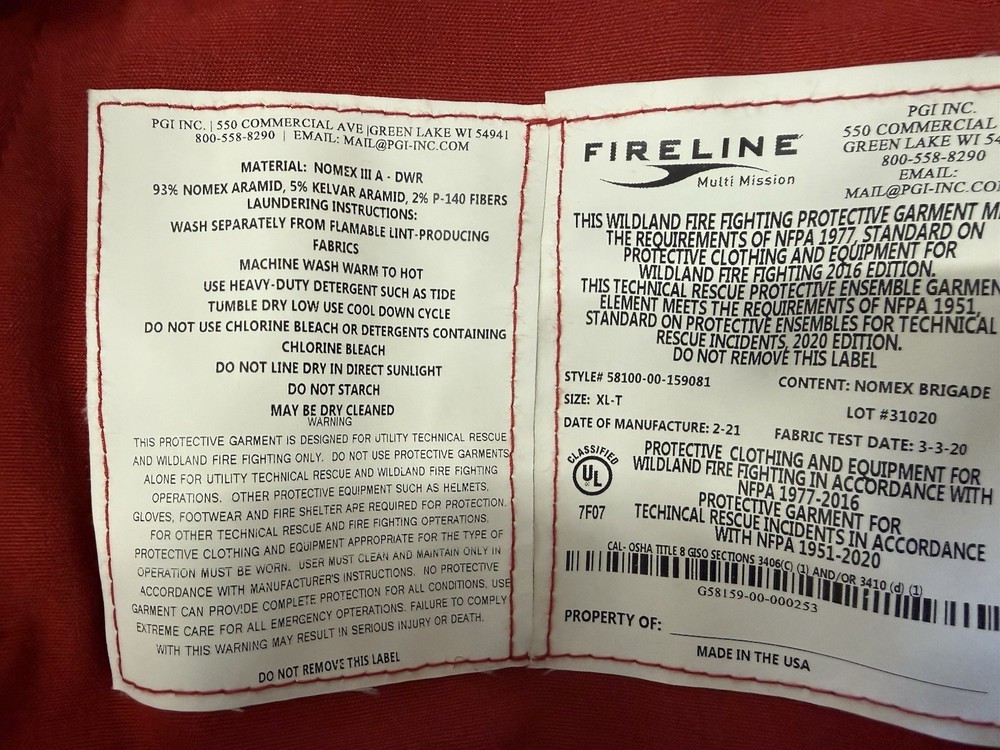 PGI INC. | 550 COMMERCIAL AVE |GREEN LAKE WI 54941
800-558-8290 | EMAIL: MAIL@PGI-INC.COM
MATERIAL: NOMEX III A - DWR
93% NOMEX ARAMID, 5% KELVAR ARAMID, 2% P-140 FIBERS
LAUNDERING INSTRUCTIONS:
WASH SEPARATELY FROM FLAMABLE LINT-PRODUCING
FABRICS
MACHINE WASH WARM TO HOT
USE HEAVY-DUTY DETERGENT SUCH AS TIDE
TUMBLE DRY LOW USE COOL DOWN CYCLE
DO NOT USE CHLORINE BLEACH OR DETERGENTS CONTAINING
CHLORINE BLEACH
DO NOT LINE DRY IN DIRECT SUNLIGHT
DO NOT STARCH
MAY BE DRY CLEANED
WARNING
THIS PROTECTIVE GARMENT IS DESIGNED FOR UTILITY TECHNICAL RESCUE
AND WILDLAND FIRE FIGHTING ONLY. DO NOT USE PROTECTIVE GARMENTS
ALONE FOR UTILITY TECHNICAL RESCUE AND WILDLAND FIRE FIGHTING
OPERATIONS. OTHER PROTECTIVE EQUIPMENT SUCH AS HELMETS,
GLOVES, FOOTWEAR AND FIRE SHELTER ARE REQUIRED FOR PROTECTION.
FOR OTHER TECHNICAL RESCUE AND FIRE FIGHTING OPERATIONS,
PROTECTIVE CLOTHING AND EQUIPMENT APPROPRIATE FOR THE TYPE OF
OPERATION MUST BE WORN. USER MUST CLEAN AND MAINTAIN ONLY IN
ACCORDANCE WITH MANUFACTURER'S INSTRUCTIONS. NO PROTECTIVE
GARMENT CAN PROVIDE COMPLETE PROTECTION FOR ALL CONDITIONS, USE
EXTREME CARE FOR ALL EMERGENCY OPTERATIONS. FAILURE TO COMPLY
WITH THIS WARNING MAY RESULT IN SERIOUS INJURY OR DEATH.
DO NOT REMOVE THIS LABEL
FIRELINE
Multi Mission
PGI INC.
550 COMMERCIAL
GREEN LAKE WI 54
800-558-8290
EMAIL:
MAIL@PGI-INC.CO
THIS WILDLAND FIRE FIGHTING PROTECTIVE GARMENT M
THE REQUIREMENTS OF NFPA 1977, STANDARD ON
PROTECTIVE CLOTHING AND EQUIPMENT FOR
WILDLAND FIRE FIGHTING 2016 EDITION.
THIS TECHNICAL RESCUE PROTECTIVE ENSEMBLE GARMEN
ELEMENT MEETS THE REQUIREMENTS OF NFPA 1951,
STANDARD ON PROTECTIVE ENSEMBLES FOR TECHNICAL
RESCUE INCIDENTS, 2020 EDITION.
DO NOT REMOVE THIS LABEL
STYLE# 58100-00-159081
CONTENT: NOMEX BRIGADE
SIZE: XL-T
LOT #31020
DATE OF MANUFACTURE: 2-21
FABRIC TEST DATE: 3-3-20
CLASSIFIED
UL
7F07
PROTECTIVE CLOTHING AND EQUIPMENT FOR
WILDLAND FIRE FIGHTING IN ACCORDANCE WITH
NFPA 1977-2016
PROTECTIVE GARMENT FOR
TECHINCAL RESCUE INCIDENTS IN ACCORDANCE
WITH NFPA 1951-2020
CAL- OSHA TITLE 8 GISO SECTIONS 3406(C) (1) AND/OR 3410 (d) (1)
G58159-00-000253
PROPERTY OF:
MADE IN THE USA